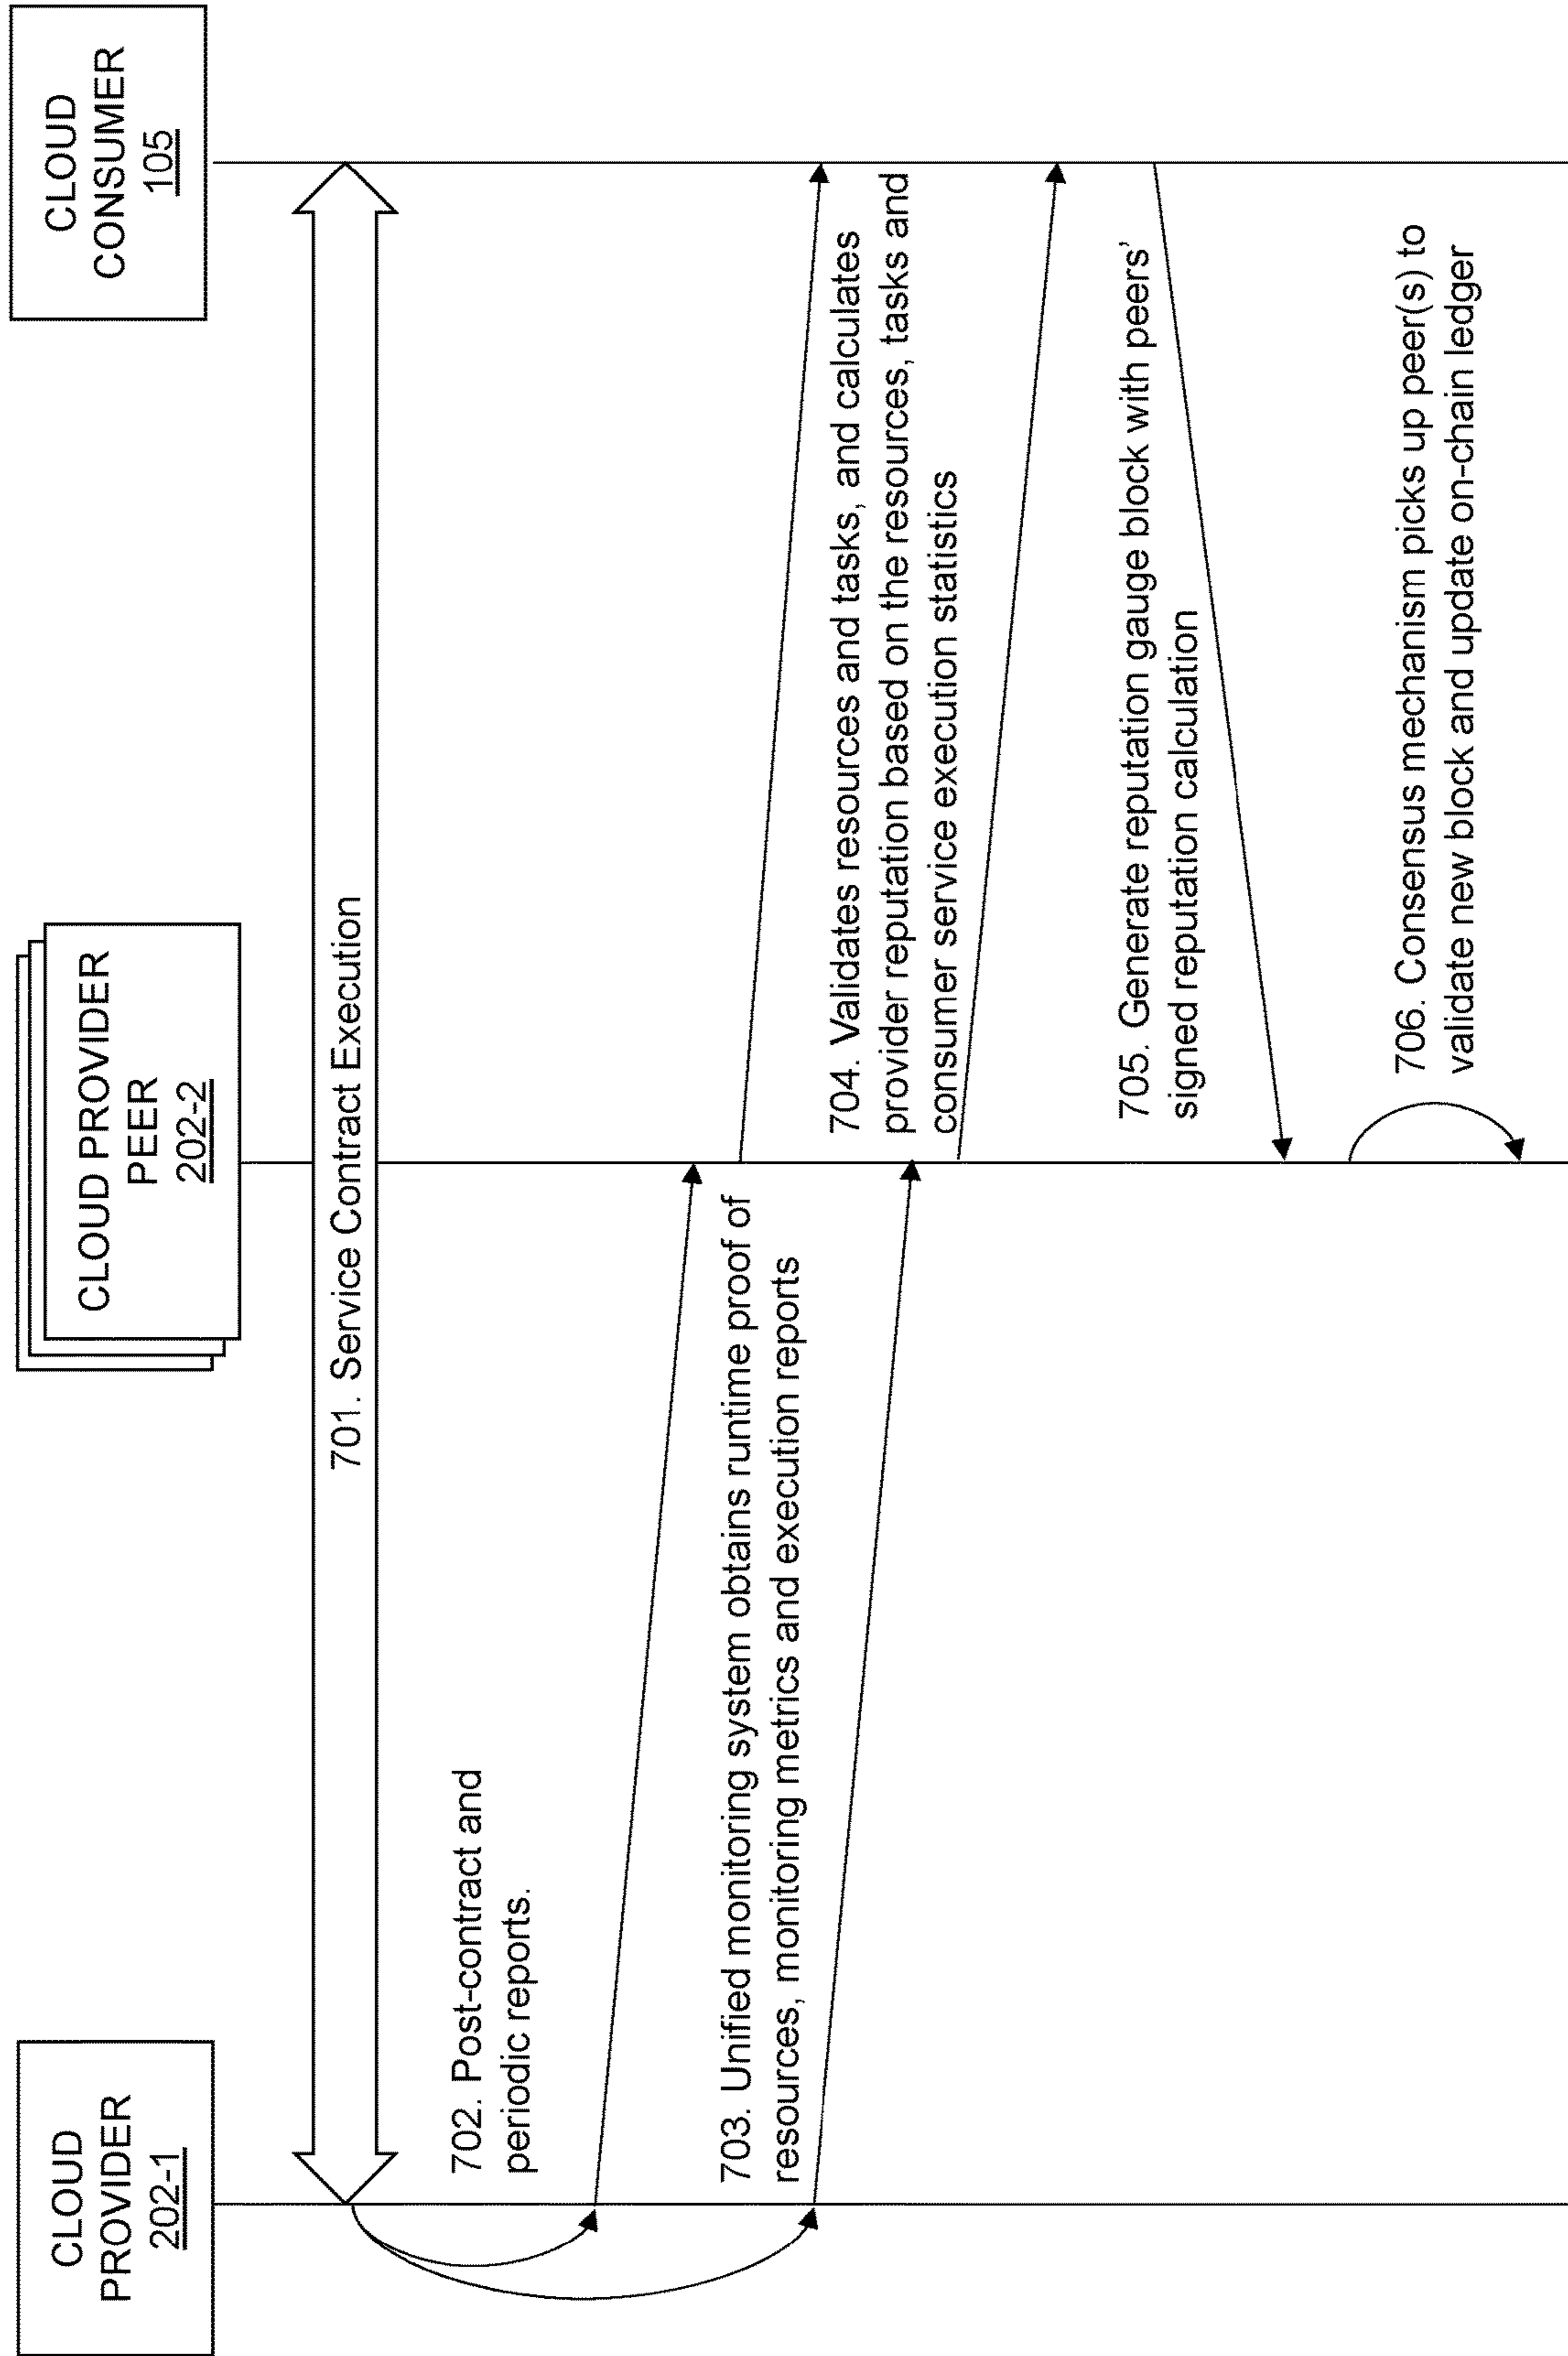 CLOUD
PROVIDER
202-1
CLOUD PROVIDER
PEER
202-2
CLOUD
CONSUMER
105
701. Service Contract Execution
702. Post-contract and
periodic reports.
703. Unified monitoring system obtains runtime proof of
resources, monitoring metrics and execution reports
704. Validates resources and tasks, and calculates
provider reputation based on the resources, tasks and
consumer service execution statistics
705. Generate reputation gauge block with peers'
signed reputation calculation
706. Consensus mechanism picks up peer(s) to
validate new block and update on-chain ledger